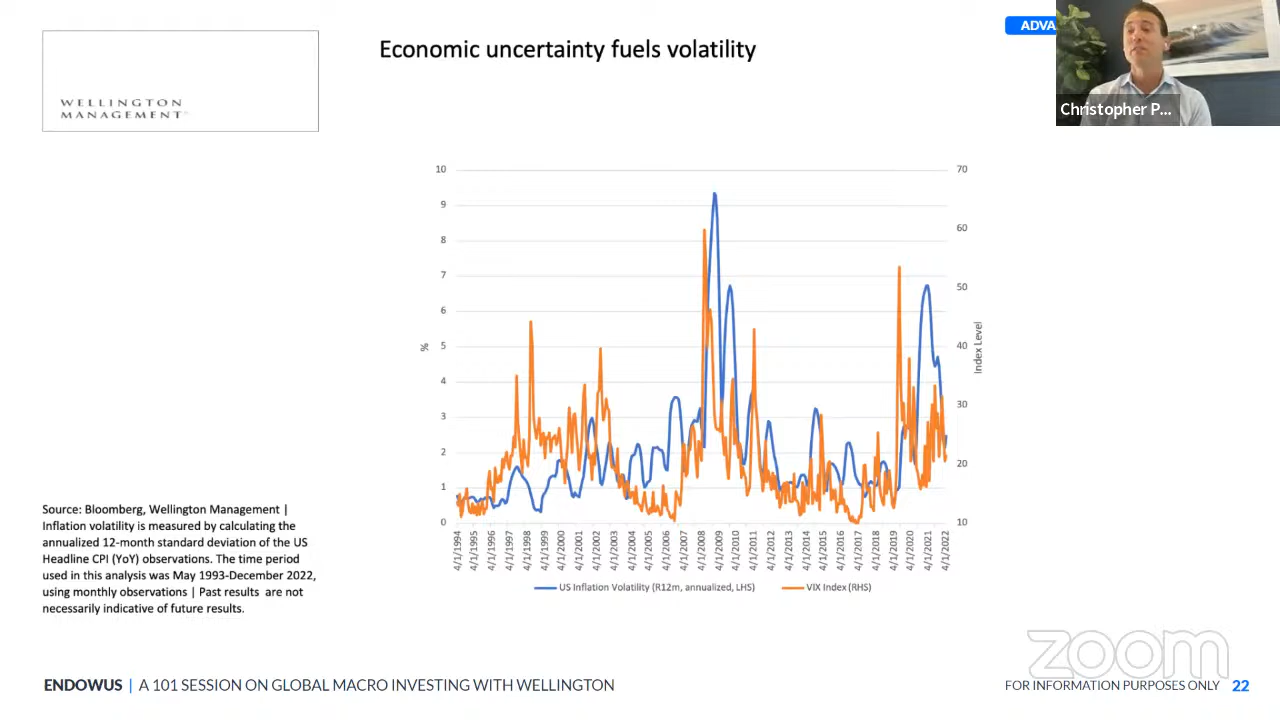 Economic uncertainty fuels volatility
ADVA
WELLINGTON
MANAGEMENT
Christopher P...
10
9
8
7
6
5
4
3
2
1
0
%
70
60
50
40
30
20
10
Index Level
4/1/1994
4/1/1995
4/1/1996
4/1/1997
4/1/1998
4/1/1999
4/1/2000
4/1/2001
4/1/2002
4/1/2003
4/1/2004
4/1/2005
4/1/2006
4/1/2007
4/1/2008
4/1/2009
4/1/2010
4/1/2011
4/1/2012
4/1/2013
4/1/2014
4/1/2015
4/1/2016
4/1/2017
4/1/2018
4/1/2019
4/1/2020
4/1/2021
4/1/2022
US Inflation Volatility (R12m, annualized, LHS)
VIX Index (RHS)
Source: Bloomberg, Wellington Management |
Inflation volatility is measured by calculating the
annualized 12-month standard deviation of the US
Headline CPI (YoY) observations. The time period
used in this analysis was May 1993-December 2022,
using monthly observations | Past results are not
necessarily indicative of future results.
zoom
ENDOWUS | A 101 SESSION ON GLOBAL MACRO INVESTING WITH WELLINGTON
FOR INFORMATION PURPOSES ONLY 22